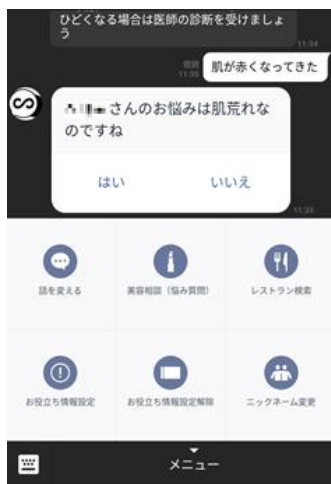 ひどくなる場合は医師の診断を受けましょ
う
11:34
既読
11:35
肌が赤くなってきた
さんのお悩みは肌荒れな
のですね
はい いいえ
11:35
話を変える
美容相談（悩み質問）
レストラン検索
お役立ち情報設定
お役立ち情報設定解除
ニックネーム変更
メニュー